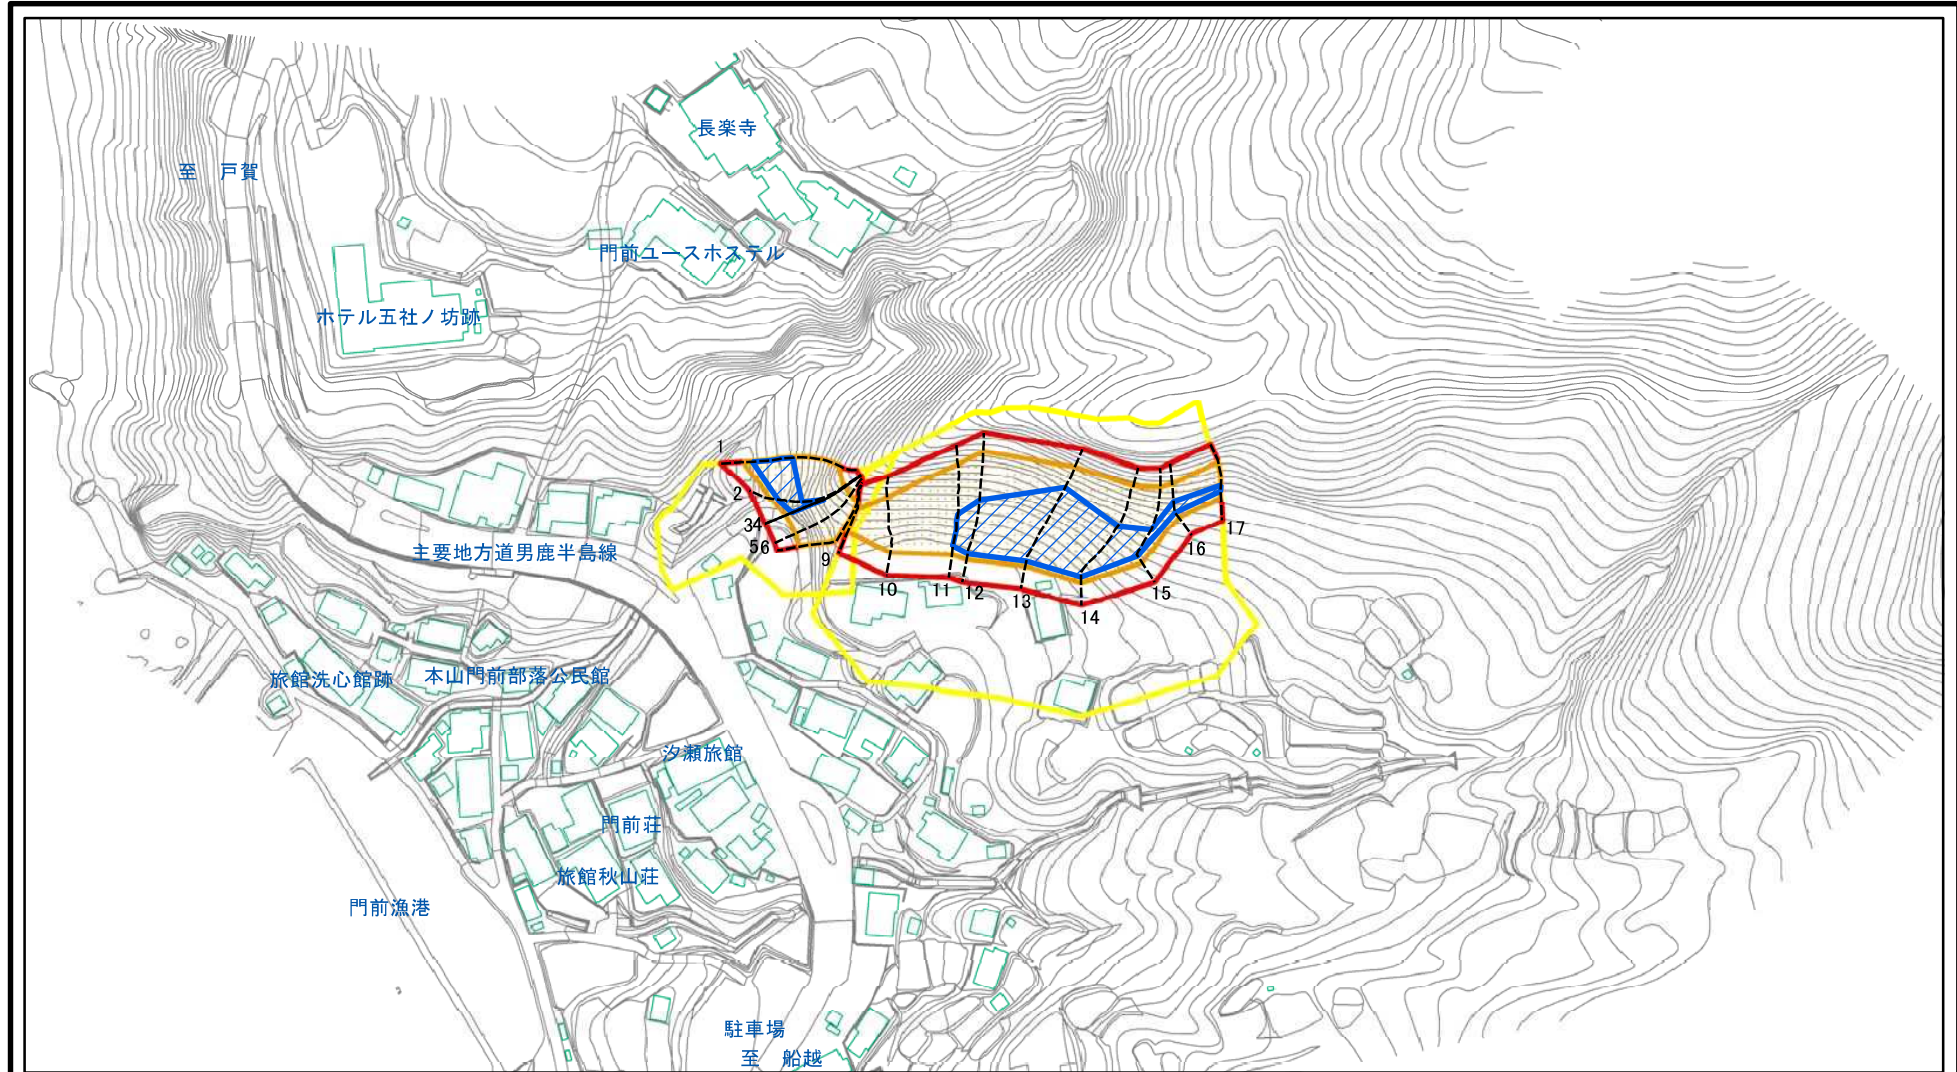 長楽寺
至　戸賀
門前ユースホステル
ホテル五社ノ坊跡
1
2
34
56
9
10
11
12
13
14
15
16
17
主要地方道男鹿半島線
旅館洗心館跡
本山門前部落公民館
汐瀬旅館
門前荘
旅館秋山荘
門前漁港
駐車場
至　船越